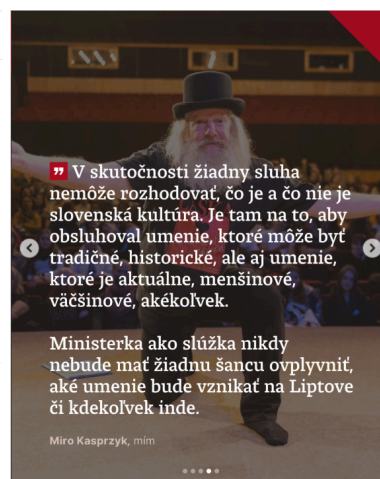 " V skutočnosti žiadny sluha
nemôže rozhodovať, čo je a čo nie je
slovenská kultúra. Je tam na to, aby
obsluhoval umenie, ktoré môže byť
tradičné, historické, ale aj umenie,
ktoré je aktuálne, menšinové,
väčšinové, akékoľvek.
Ministerka ako slúžka nikdy
nebude mať žiadnu šancu ovplyvniť,
aké umenie bude vznikať na Liptove
či kdekoľvek inde.
Miro Kasprzyk, mím